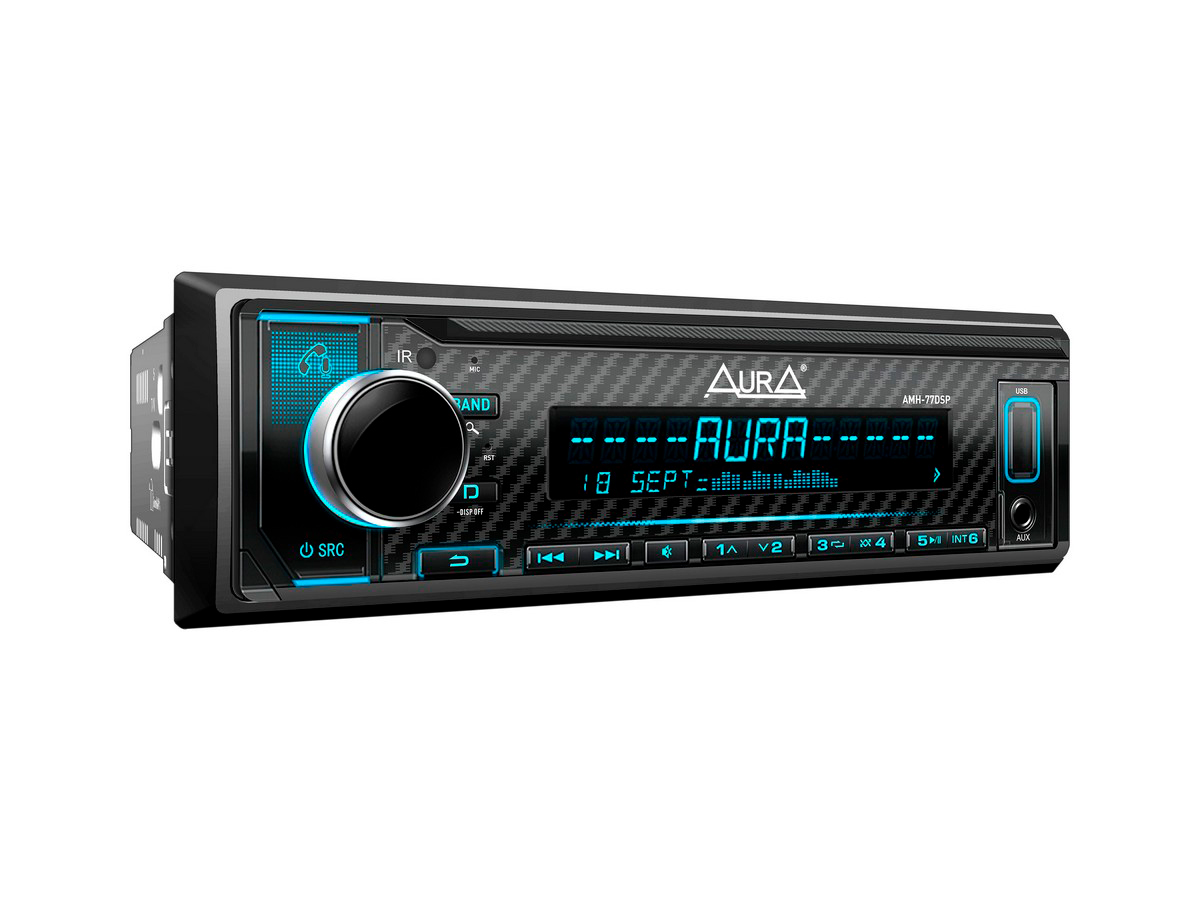 IR
MIC
AURA®
AMH-77DSP
USB
BAND
RST
AURA
18 SEPT
D
-DISP OFF
SRC
AUX
1 2
3 4
5 INT6